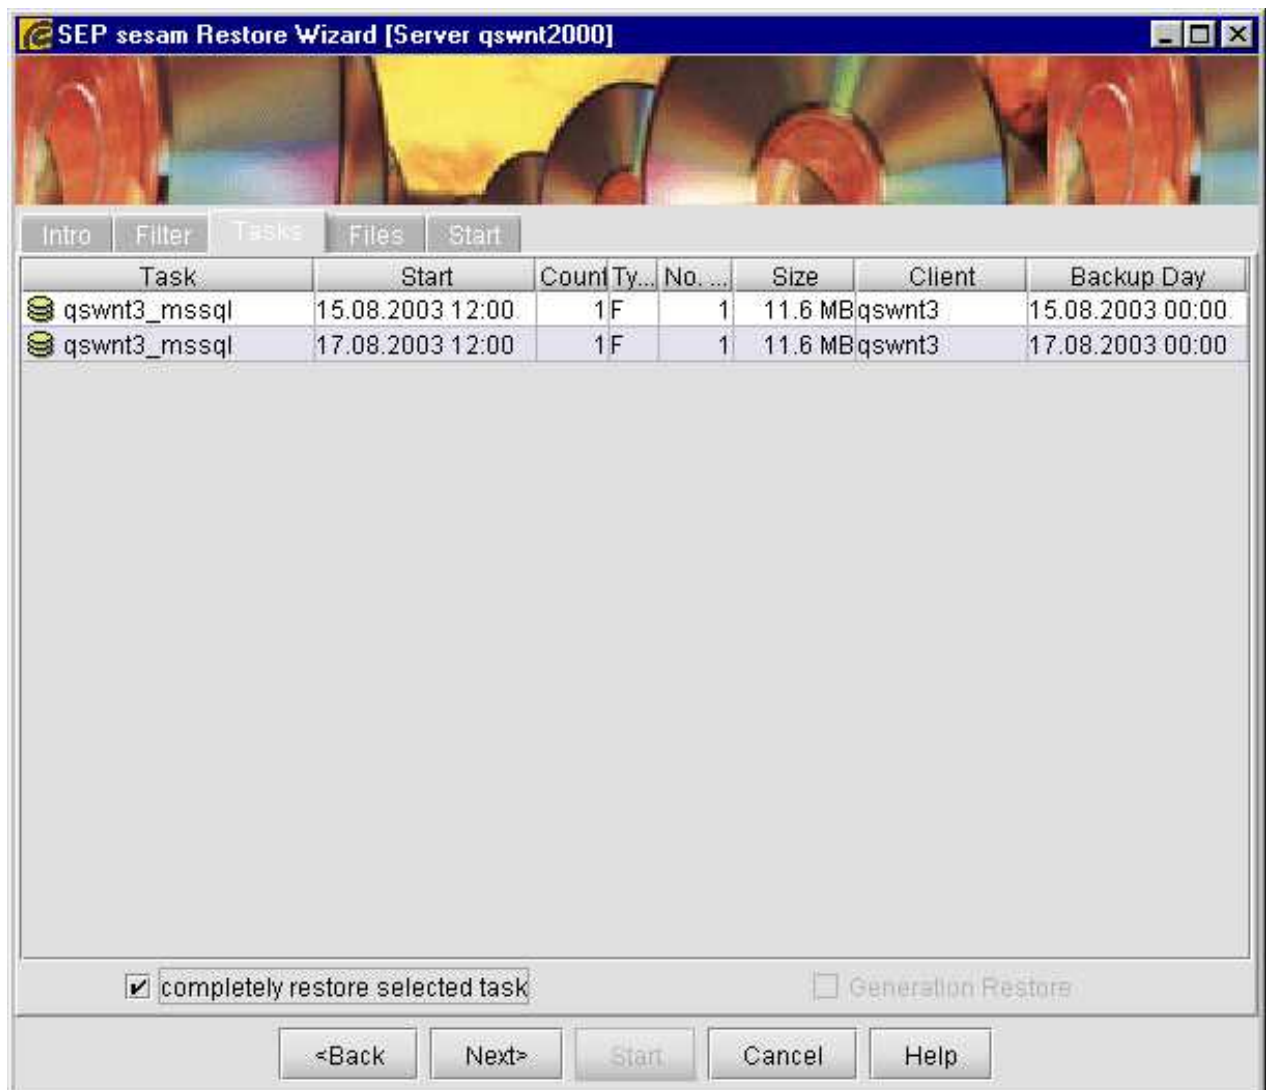 SEP sesam Restore Wizard [Server qswnt2000]
Intro Filter Tasks Files Start
Task Start Count Ty... No. ... Size Client Backup Day
qswnt3_mssql 15.08.2003 12:00 1 F 1 11.6 MB qswnt3 15.08.2003 00:00
qswnt3_mssql 17.08.2003 12:00 1 F 1 11.6 MB qswnt3 17.08.2003 00:00
completely restore selected task Generation Restore
<Back Next> Start Cancel Help